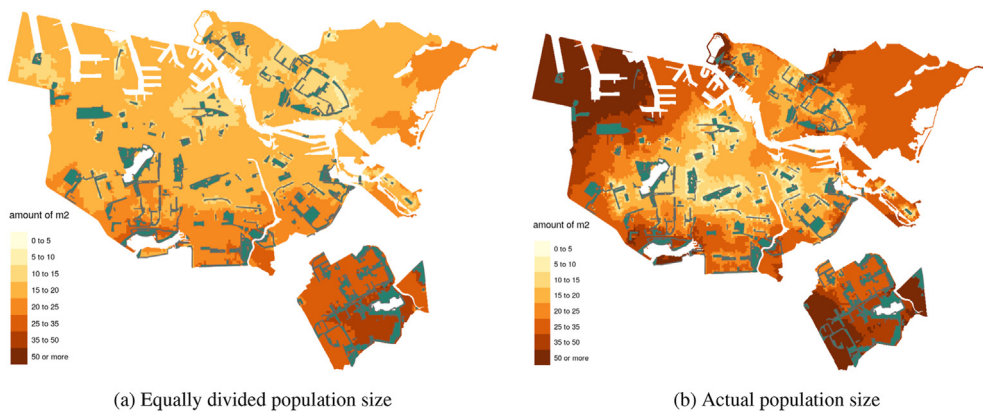 amount of m2
0 to 5
5 to 10
10 to 15
15 to 20
20 to 25
25 to 35
35 to 50
50 or more
(a) Equally divided population size
amount of m2
0 to 5
5 to 10
10 to 15
15 to 20
20 to 25
25 to 35
35 to 50
50 or more
(b) Actual population size